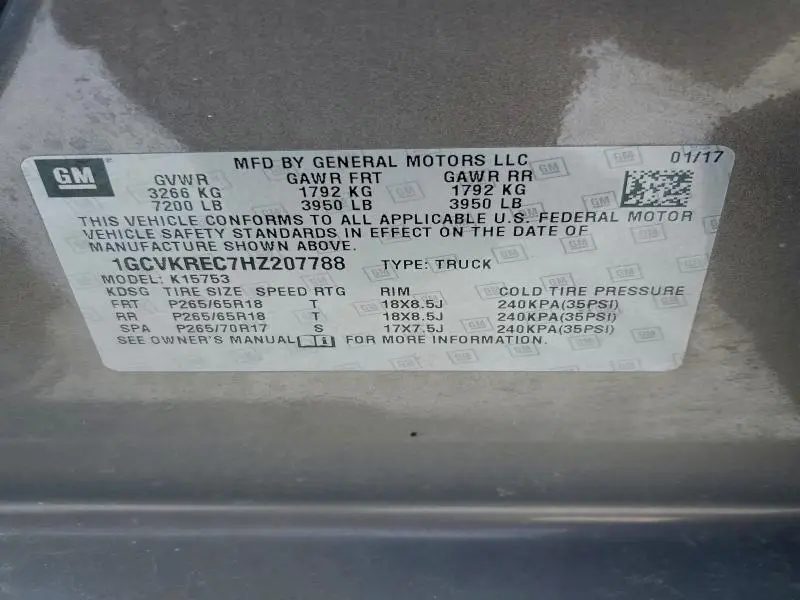 GM
MFD BY GENERAL MOTORS LLC 01/17
GVWR GAWR FRT GAWR RR
3266 KG 1792 KG 1792 KG
7200 LB 3950 LB 3950 LB
THIS VEHICLE CONFORMS TO ALL APPLICABLE U.S. FEDERAL MOTOR
VEHICLE SAFETY STANDARDS IN EFFECT ON THE DATE OF
MANUFACTURE SHOWN ABOVE.
1GCVKREC7HZ207788 TYPE: TRUCK
MODEL: K15753
KDSG TIRE SIZE SPEED RTG RIM COLD TIRE PRESSURE
FRT P265/65R18 T 18X8.5J 240KPA(35PSI)
RR P265/65R18 T 18X8.5J 240KPA(35PSI)
SPA P265/70R17 S 17X7.5J 240KPA(35PSI)
SEE OWNER'S MANUAL FOR MORE INFORMATION.